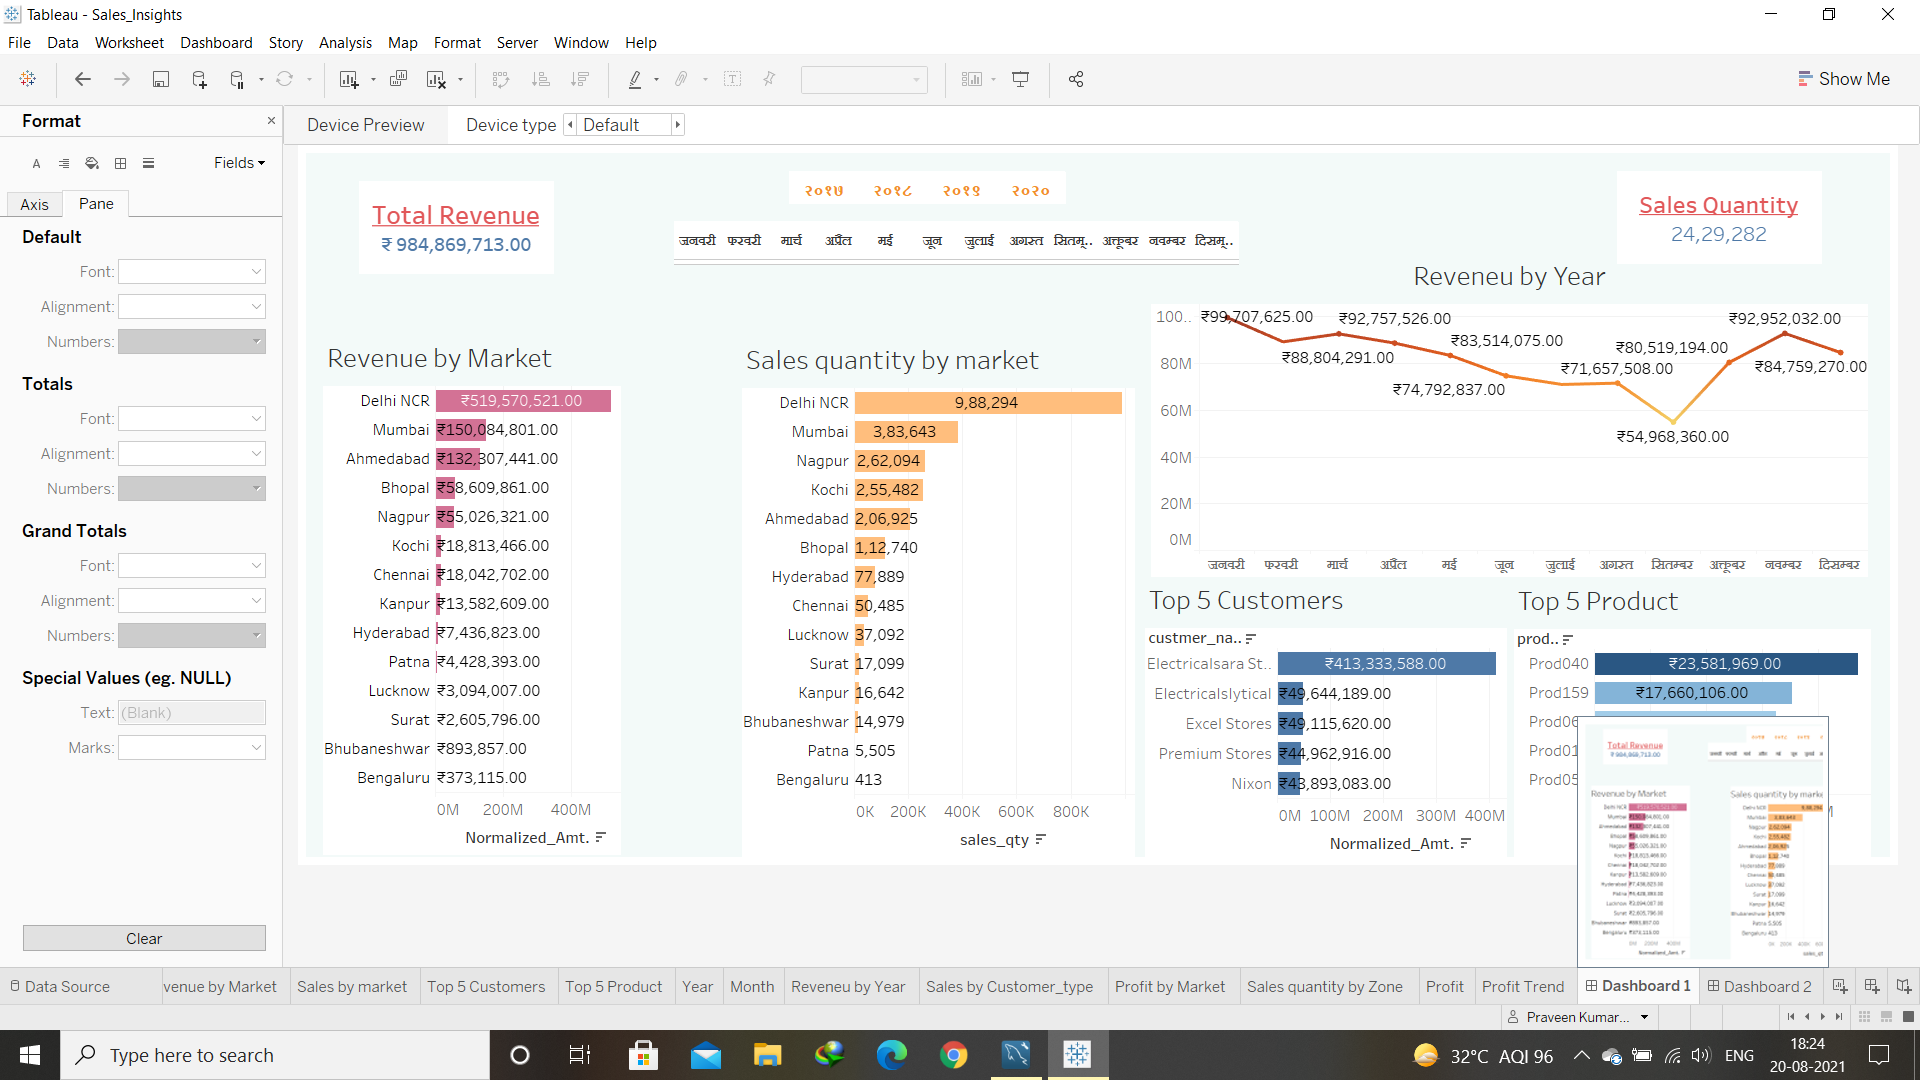 Tableau - Sales_Insights
File Data Worksheet Dashboard Story Analysis Map Format Server Window Help
Show Me
Format
Fields
Axis Pane
Default
Font:
Alignment:
Numbers:
Totals
Font:
Alignment:
Numbers:
Grand Totals
Font:
Alignment:
Numbers:
Special Values (eg. NULL)
Text: (Blank)
Marks:
Clear
Device Preview Device type Default
Total Revenue
₹ 984,869,713.00
२०१७ २०१८ २०१९ २०२०
जनवरी फरवरी मार्च अप्रैल मई जून जुलाई अगस्त सितम्.. अक्तूबर नवम्बर दिसम्..
Sales Quantity
24,29,282
Revenue by Market
Delhi NCR ₹519,570,521.00
Mumbai ₹150,084,801.00
Ahmedabad ₹132,307,441.00
Bhopal ₹58,609,861.00
Nagpur ₹55,026,321.00
Kochi ₹18,813,466.00
Chennai ₹18,042,702.00
Kanpur ₹13,582,609.00
Hyderabad ₹7,436,823.00
Patna ₹4,428,393.00
Lucknow ₹3,094,007.00
Surat ₹2,605,796.00
Bhubaneshwar ₹893,857.00
Bengaluru ₹373,115.00
0M 200M 400M
Normalized_Amt.
Sales quantity by market
Delhi NCR 9,88,294
Mumbai 3,83,643
Nagpur 2,62,094
Kochi 2,55,482
Ahmedabad 2,06,925
Bhopal 1,12,740
Hyderabad 77,889
Chennai 50,485
Lucknow 37,092
Surat 17,099
Kanpur 16,642
Bhubaneshwar 14,979
Patna 5,505
Bengaluru 413
0K 200K 400K 600K 800K
sales_qty
Reveneu by Year
100.. ₹99,707,625.00 ₹92,757,526.00 ₹92,952,032.00
₹83,514,075.00 ₹80,519,194.00
80M ₹88,804,291.00 ₹71,657,508.00 ₹84,759,270.00
₹74,792,837.00
60M
₹54,968,360.00
40M
20M
0M
जनवरी फरवरी मार्च अप्रैल मई जून जुलाई अगस्त सितम्बर अक्तूबर नवम्बर दिसम्बर
Top 5 Customers
custmer_na..
Electricalsara St.. ₹413,333,588.00
Electricalslytical ₹49,644,189.00
Excel Stores ₹49,115,620.00
Premium Stores ₹44,962,916.00
Nixon ₹43,893,083.00
0M 100M 200M 300M 400M
Normalized_Amt.
Top 5 Product
prod..
Prod040 ₹23,581,969.00
Prod159 ₹17,660,106.00
Prod06
Prod01
Prod05
Total Revenue
₹ 984,869,713.00
Revenue by Market
Sales quantity by marke
Data Source venue by Market Sales by market Top 5 Customers Top 5 Product Year Month Reveneu by Year Sales by Customer_type Profit by Market Sales quantity by Zone Profit Profit Trend Dashboard 1 Dashboard 2
Praveen Kumar...
Type here to search
32°C AQI 96
ENG
18:24
20-08-2021